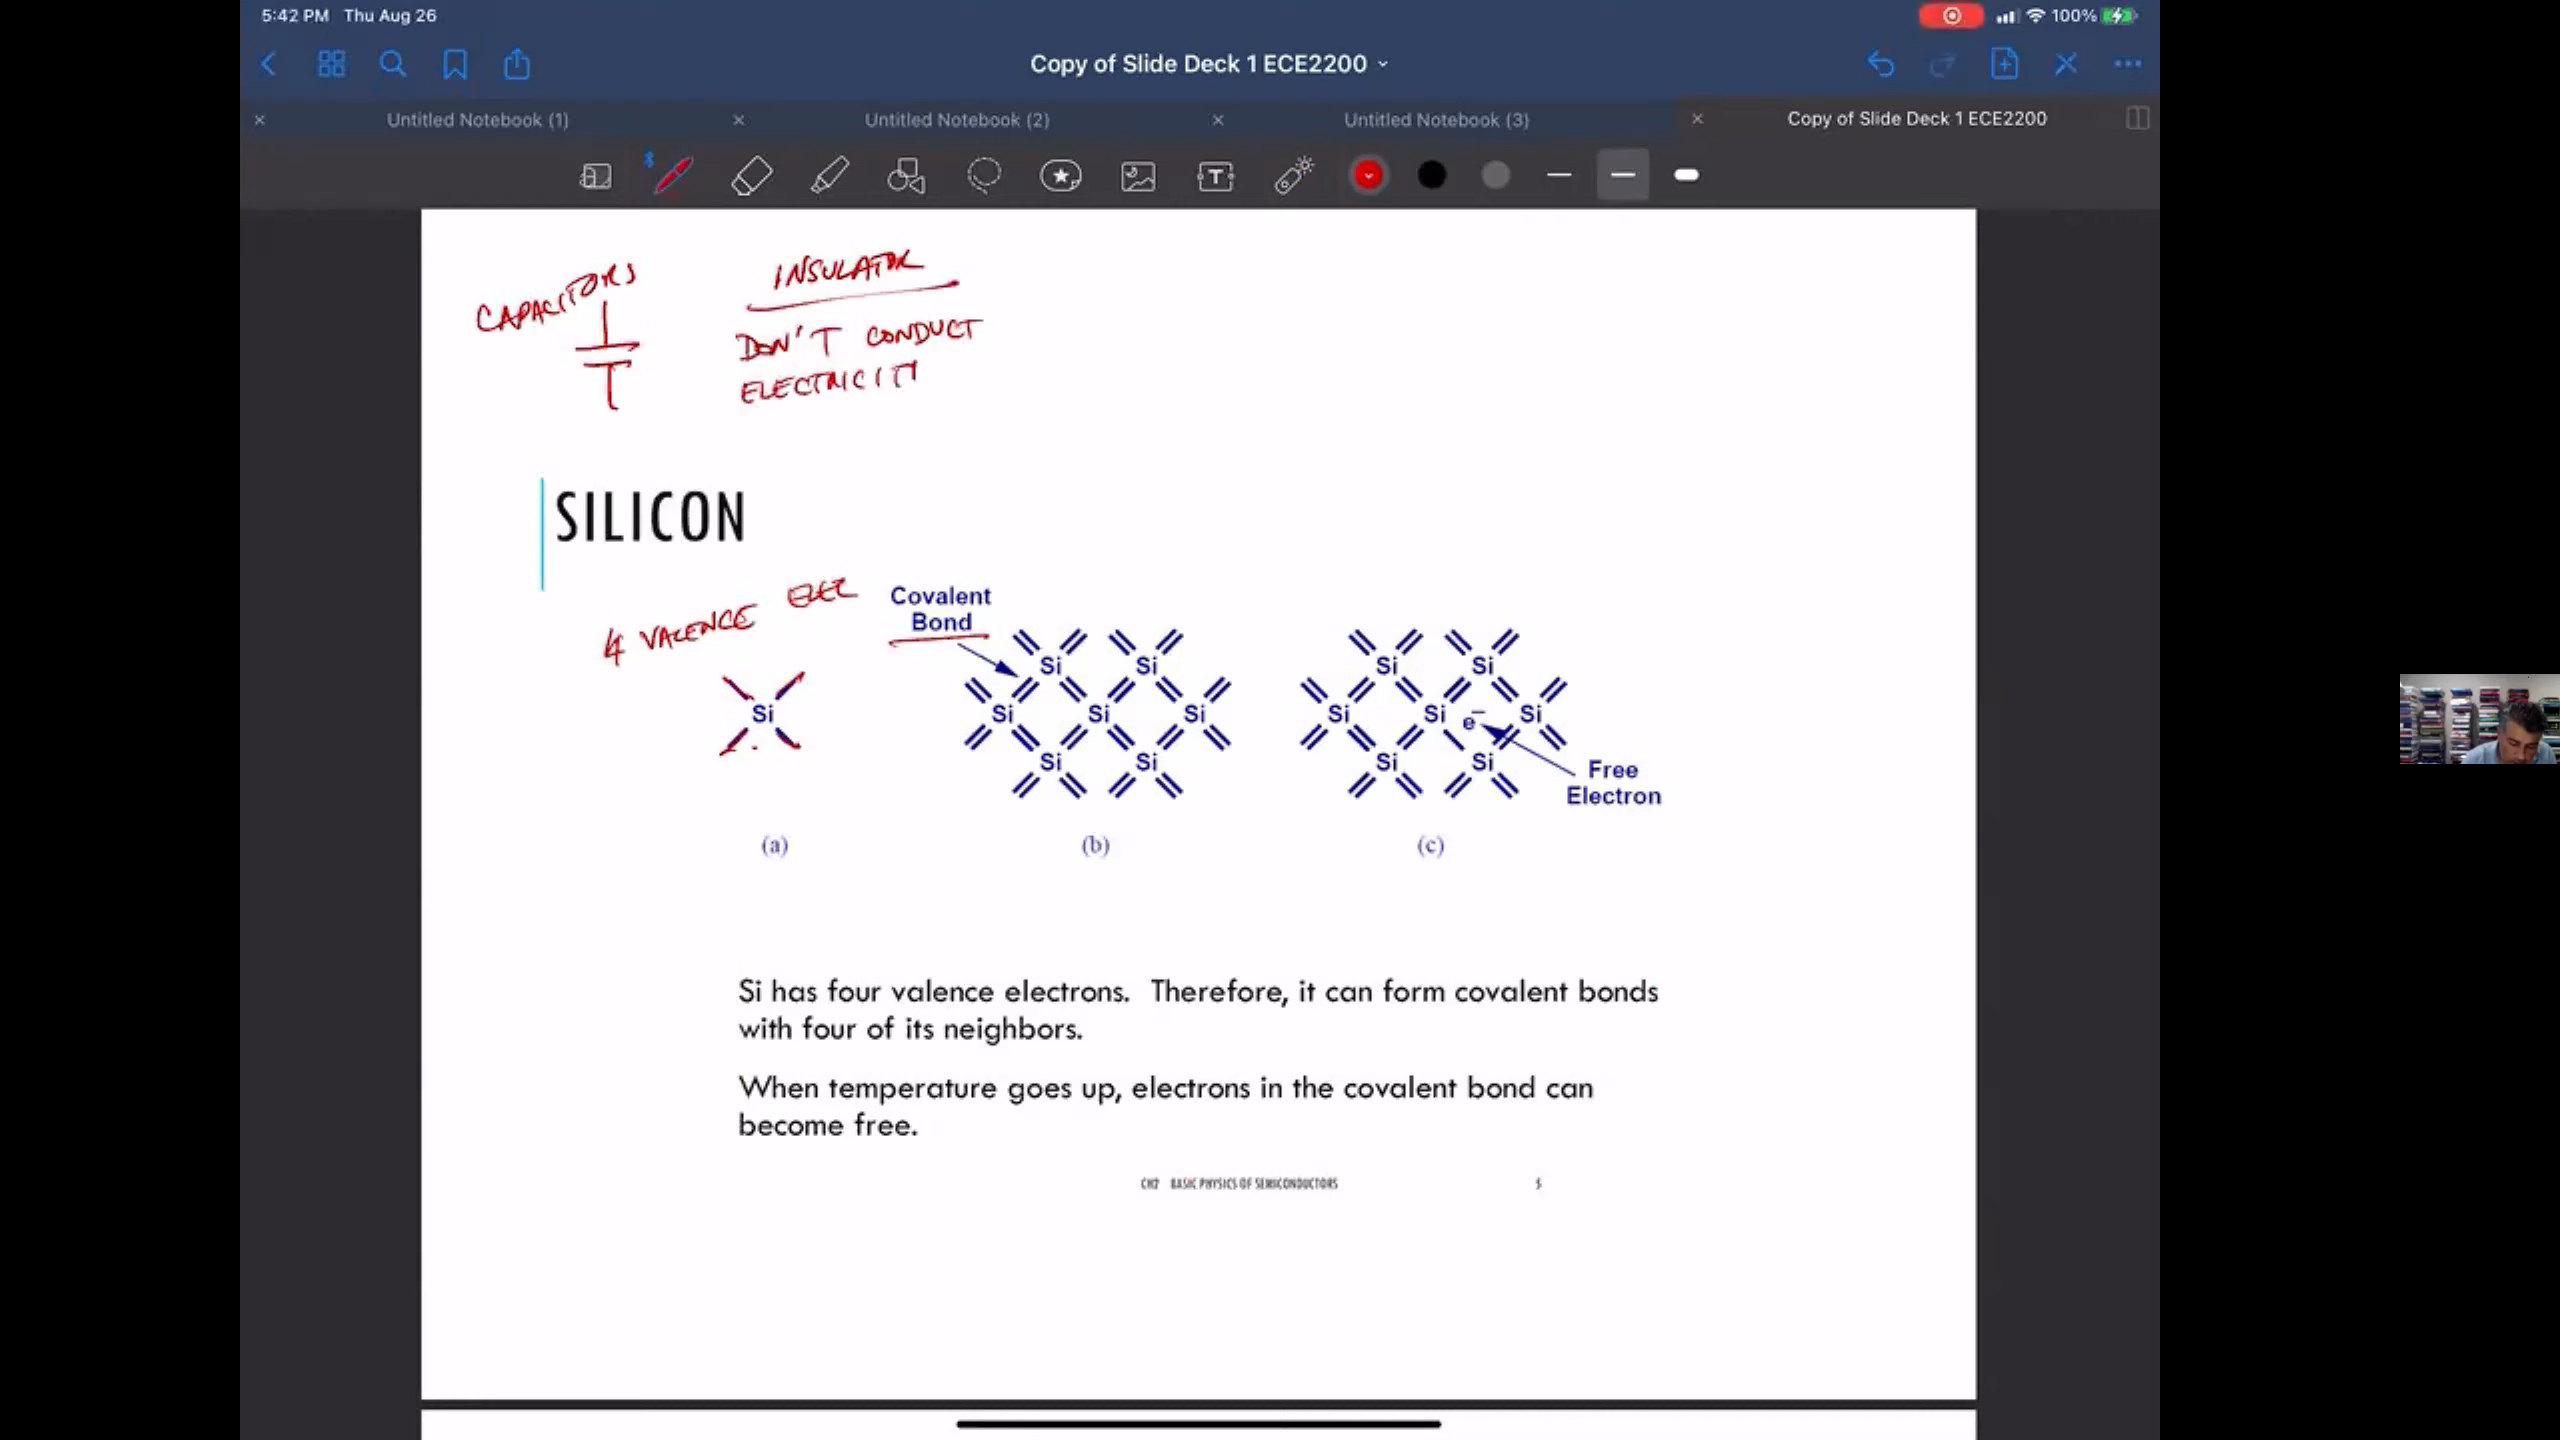 5:42 PM Thu Aug 26
100%
Copy of Slide Deck 1 ECE2200
Untitled Notebook (1)
Untitled Notebook (2)
Untitled Notebook (3)
Copy of Slide Deck 1 ECE2200
CAPACITORS
INSULATOR
DON'T CONDUCT
ELECTRICITY
SILICON
4 VALENCE ELEC
Covalent
Bond
Si Si
Si Si Si
Si Si
Si
Si Si
Si Si e– Si
Si Si
Free
Electron
(a) (b) (c)
Si has four valence electrons. Therefore, it can form covalent bonds
with four of its neighbors.
When temperature goes up, electrons in the covalent bond can
become free.
CH2 BASIC PHYSICS OF SEMICONDUCTORS 5